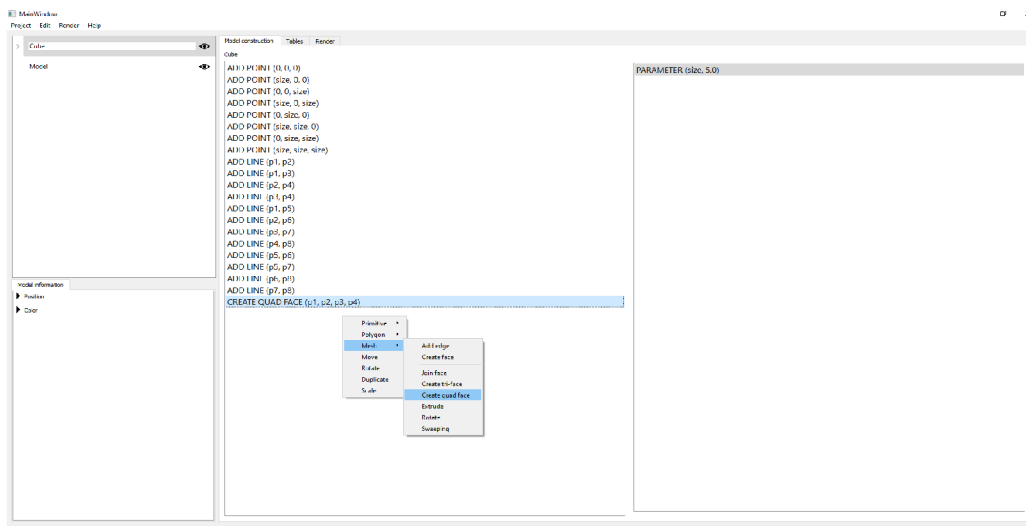 MainWindow
Project Edit Render Help
Cube
Model
Model construction Tables Render
Cube
ADD POINT (0, 0, 0)
ADD POINT (size, 0, 0)
ADD POINT (0, 0, size)
ADD POINT (size, 0, size)
ADD POINT (0, size, 0)
ADD POINT (size, size, 0)
ADD POINT (0, size, size)
ADD POINT (size, size, size)
ADD LINE (p1, p2)
ADD LINE (p1, p3)
ADD LINE (p2, p4)
ADD LINE (p3, p4)
ADD LINE (p1, p5)
ADD LINE (p2, p6)
ADD LINE (p3, p7)
ADD LINE (p4, p8)
ADD LINE (p5, p6)
ADD LINE (p5, p7)
ADD LINE (p6, p8)
ADD LINE (p7, p8)
CREATE QUAD FACE (p1, p2, p3, p4)
PARAMETER (size, 5.0)
Model information
Position
Color
Primitive
Polygon
Mesh
Move
Rotate
Duplicate
Scale
Add edge
Create face
Join face
Create tri-face
Create quad face
Extrude
Rotate
Sweeping